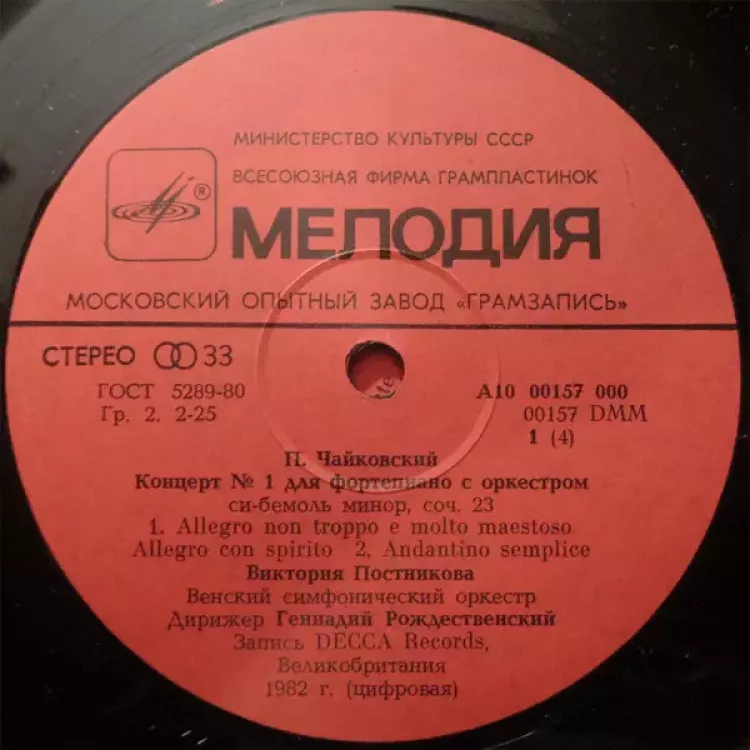 МИНИСТЕРСТВО КУЛЬТУРЫ СССР
ВСЕСОЮЗНАЯ ФИРМА ГРАМПЛАСТИНОК
®
МЕЛОДИЯ
МОСКОВСКИЙ ОПЫТНЫЙ ЗАВОД «ГРАМЗАПИСЬ»
СТЕРЕО 33
ГОСТ 5289-80 А10 00157 000
Гр. 2. 2-25 00157 DMM
1 (4)
П. Чайковский
Концерт № 1 для фортепиано с оркестром
си-бемоль минор, соч. 23
1. Allegro non troppo e molto maestoso
Allegro con spirito 2. Andantino semplice
Виктория Постникова
Венский симфонический оркестр
Дирижер Геннадий Рождественский
Запись DECCA Records,
Великобритания
1982 г. (цифровая)